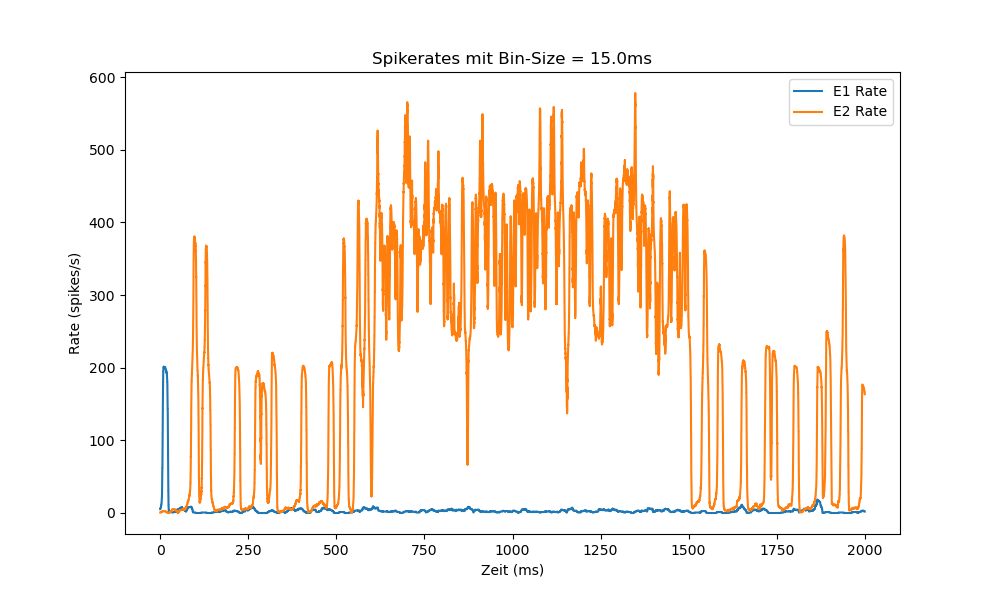 Spikerates mit Bin-Size = 15.0ms
E1 Rate
E2 Rate
600
500
400
300
200
100
0
Rate (spikes/s)
0 250 500 750 1000 1250 1500 1750 2000
Zeit (ms)